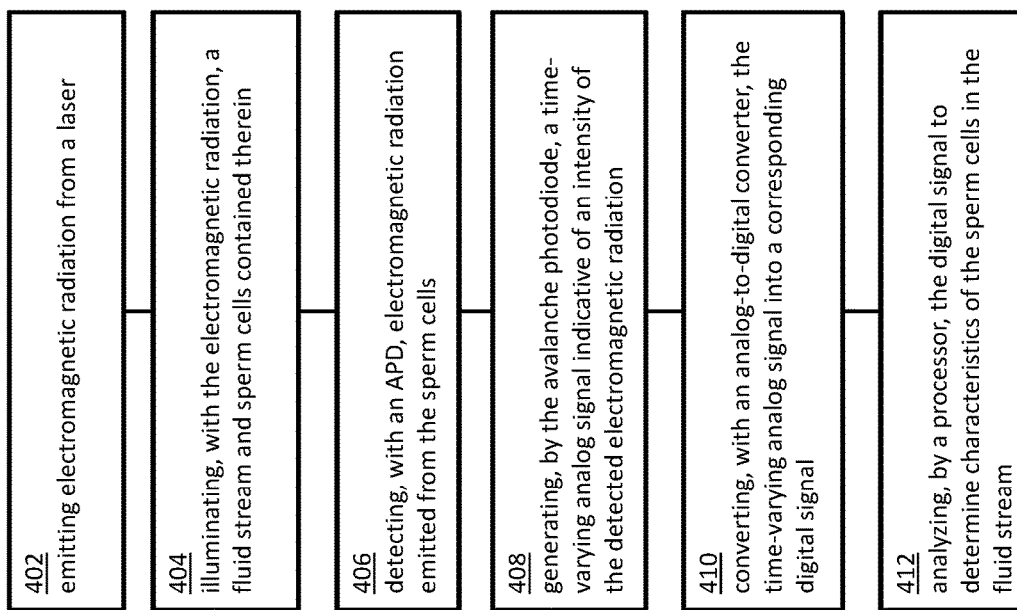 402
emitting electromagnetic radiation from a laser
404
illuminating, with the electromagnetic radiation, a
fluid stream and sperm cells contained therein
406
detecting, with an APD, electromagnetic radiation
emitted from the sperm cells
408
generating, by the avalanche photodiode, a time-
varying analog signal indicative of an intensity of
the detected electromagnetic radiation
410
converting, with an analog-to-digital converter, the
time-varying analog signal into a corresponding
digital signal
412
analyzing, by a processor, the digital signal to
determine characteristics of the sperm cells in the
fluid stream